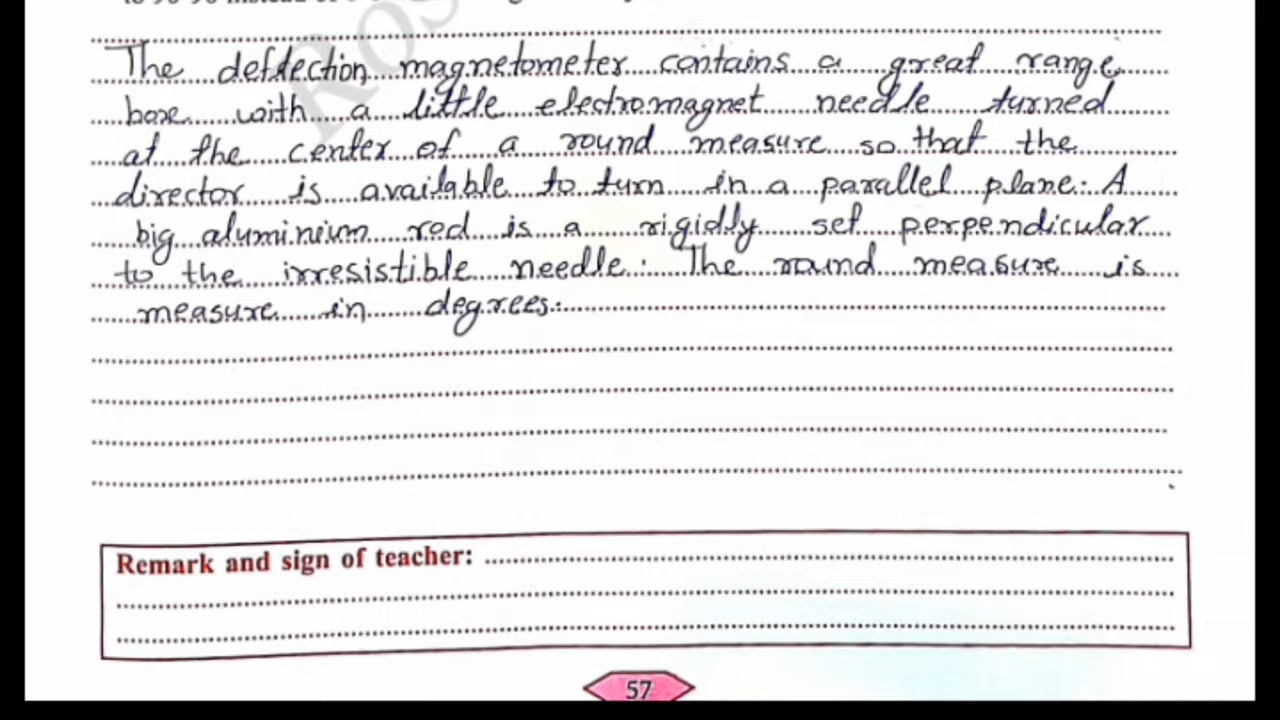 The deflection magnetometer contains a great range
boxe with a little electromagnet needle turned
at the center of a round measure so that the
director is available to turn in a parallel plane. A
big aluminium rod is a rigidly set perpendicular
to the irresistible needle. The round measure is
measure in degrees.
Remark and sign of teacher:
57